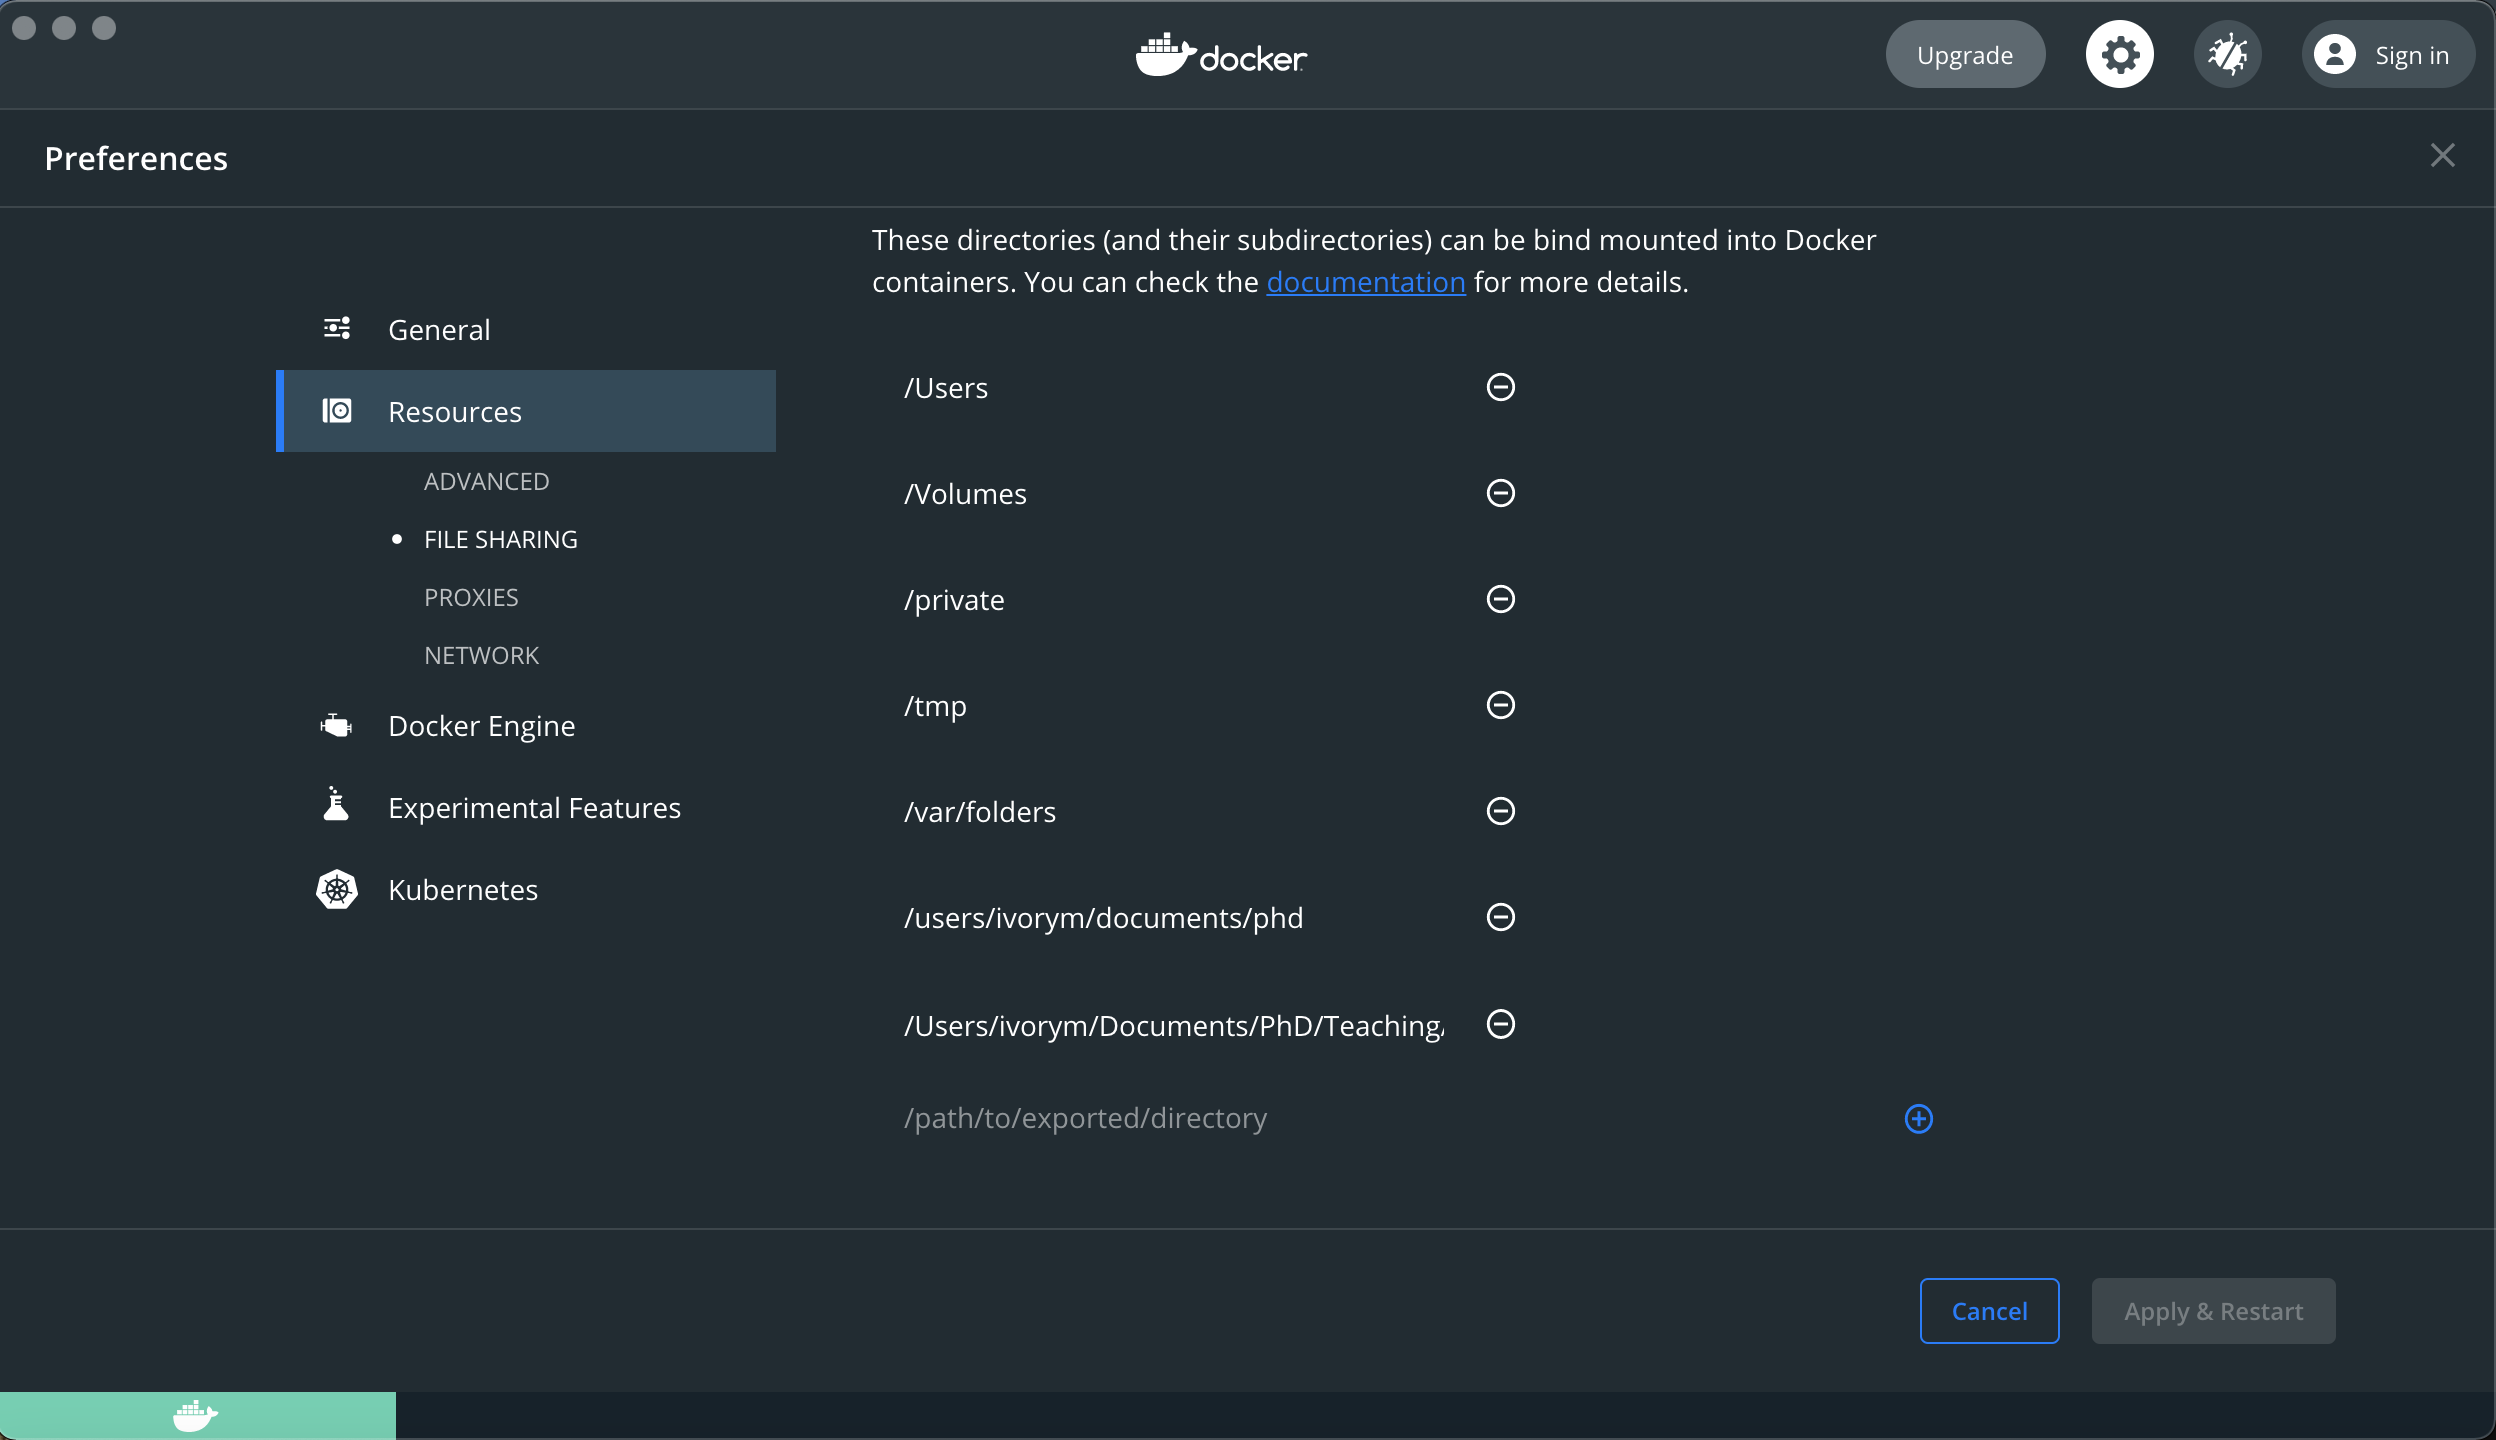 docker
Upgrade
Sign in
Preferences
These directories (and their subdirectories) can be bind mounted into Docker
containers. You can check the documentation for more details.
General
Resources
ADVANCED
FILE SHARING
PROXIES
NETWORK
Docker Engine
Experimental Features
Kubernetes
/Users
/Volumes
/private
/tmp
/var/folders
/users/ivorym/documents/phd
/Users/ivorym/Documents/PhD/Teaching/
/path/to/exported/directory
Cancel
Apply & Restart